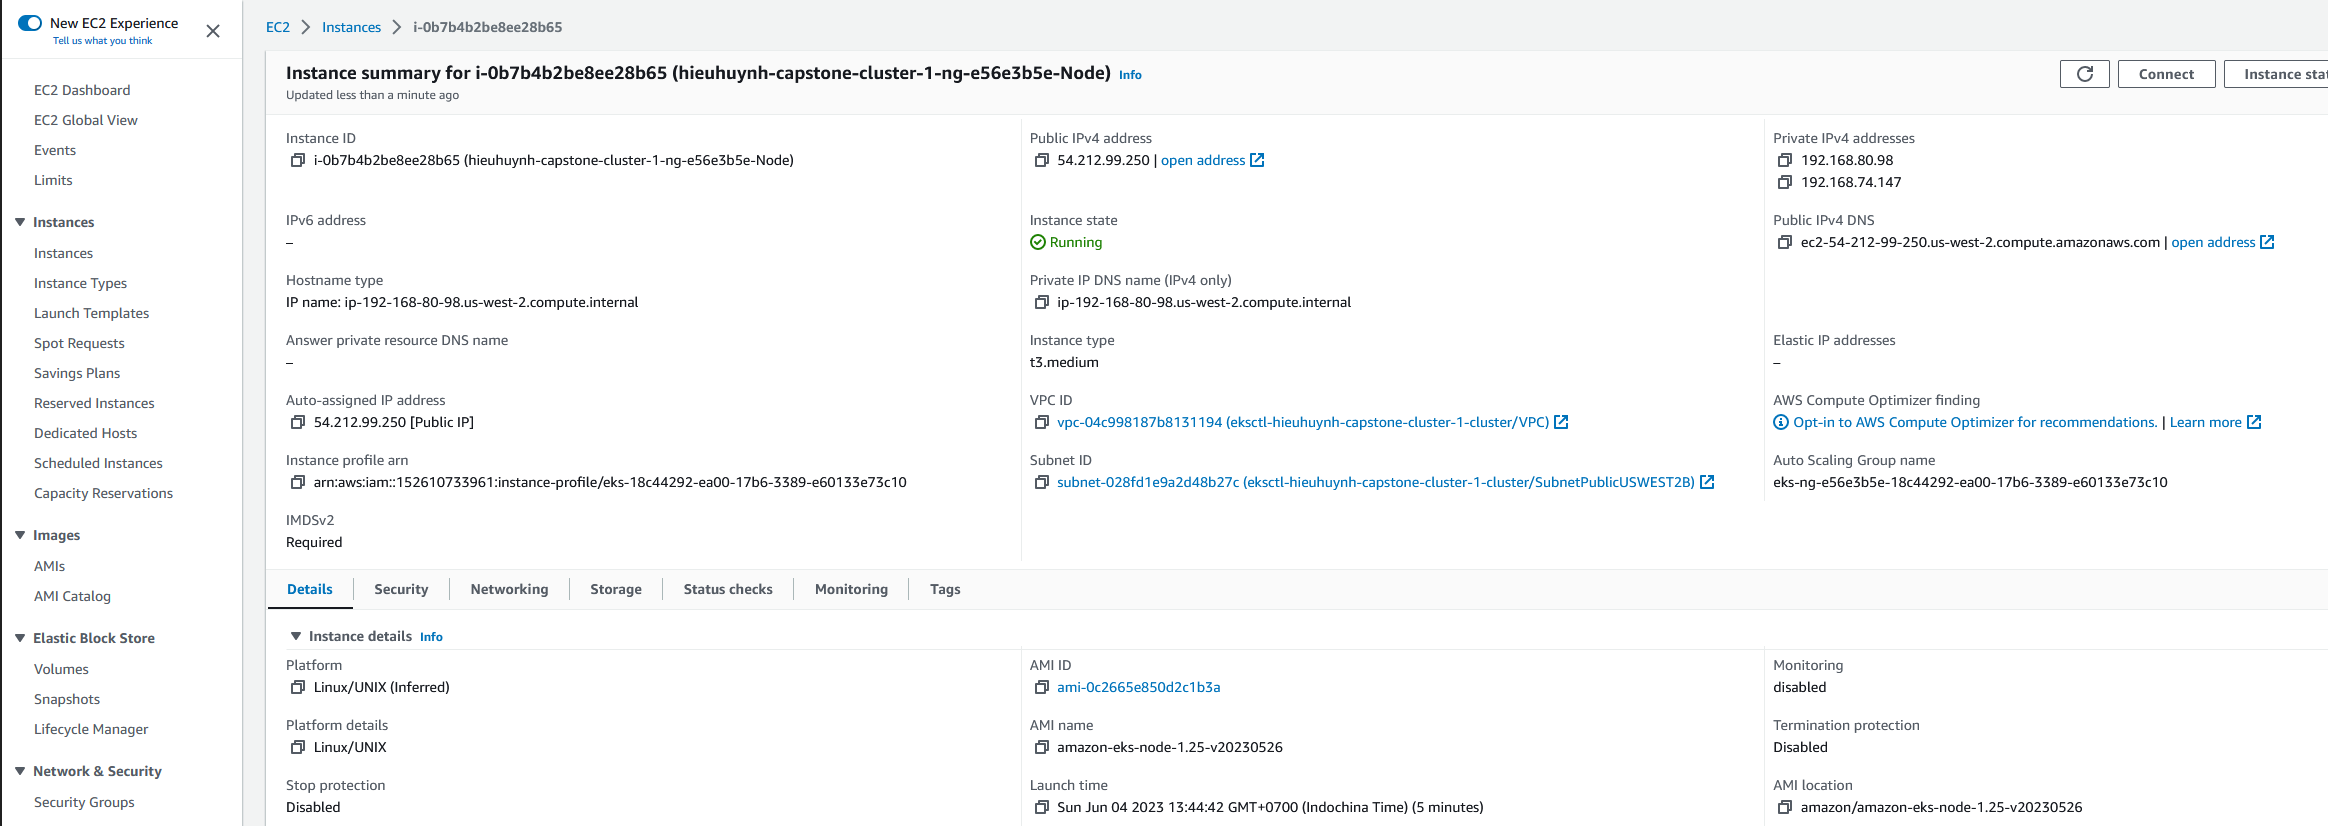 New EC2 Experience
Tell us what you think
EC2 Dashboard
EC2 Global View
Events
Limits
Instances
Instances
Instance Types
Launch Templates
Spot Requests
Savings Plans
Reserved Instances
Dedicated Hosts
Scheduled Instances
Capacity Reservations
Images
AMIs
AMI Catalog
Elastic Block Store
Volumes
Snapshots
Lifecycle Manager
Network & Security
Security Groups
EC2 > Instances > i-0b7b4b2be8ee28b65
Instance summary for i-0b7b4b2be8ee28b65 (hieuhuynh-capstone-cluster-1-ng-e56e3b5e-Node) Info
Updated less than a minute ago
Connect
Instance stat
Instance ID
i-0b7b4b2be8ee28b65 (hieuhuynh-capstone-cluster-1-ng-e56e3b5e-Node)
Public IPv4 address
54.212.99.250 | open address
Private IPv4 addresses
192.168.80.98
192.168.74.147
IPv6 address
–
Instance state
Running
Public IPv4 DNS
ec2-54-212-99-250.us-west-2.compute.amazonaws.com | open address
Hostname type
IP name: ip-192-168-80-98.us-west-2.compute.internal
Private IP DNS name (IPv4 only)
ip-192-168-80-98.us-west-2.compute.internal
Answer private resource DNS name
–
Instance type
t3.medium
Elastic IP addresses
–
Auto-assigned IP address
54.212.99.250 [Public IP]
VPC ID
vpc-04c998187b8131194 (eksctl-hieuhuynh-capstone-cluster-1-cluster/VPC)
AWS Compute Optimizer finding
Opt-in to AWS Compute Optimizer for recommendations. | Learn more
Instance profile arn
arn:aws:iam::152610733961:instance-profile/eks-18c44292-ea00-17b6-3389-e60133e73c10
Subnet ID
subnet-028fd1e9a2d48b27c (eksctl-hieuhuynh-capstone-cluster-1-cluster/SubnetPublicUSWEST2B)
Auto Scaling Group name
eks-ng-e56e3b5e-18c44292-ea00-17b6-3389-e60133e73c10
IMDSv2
Required
Details
Security
Networking
Storage
Status checks
Monitoring
Tags
Instance details Info
Platform
Linux/UNIX (Inferred)
AMI ID
ami-0c2665e850d2c1b3a
Monitoring
disabled
Platform details
Linux/UNIX
AMI name
amazon-eks-node-1.25-v20230526
Termination protection
Disabled
Stop protection
Disabled
Launch time
Sun Jun 04 2023 13:44:42 GMT+0700 (Indochina Time) (5 minutes)
AMI location
amazon/amazon-eks-node-1.25-v20230526